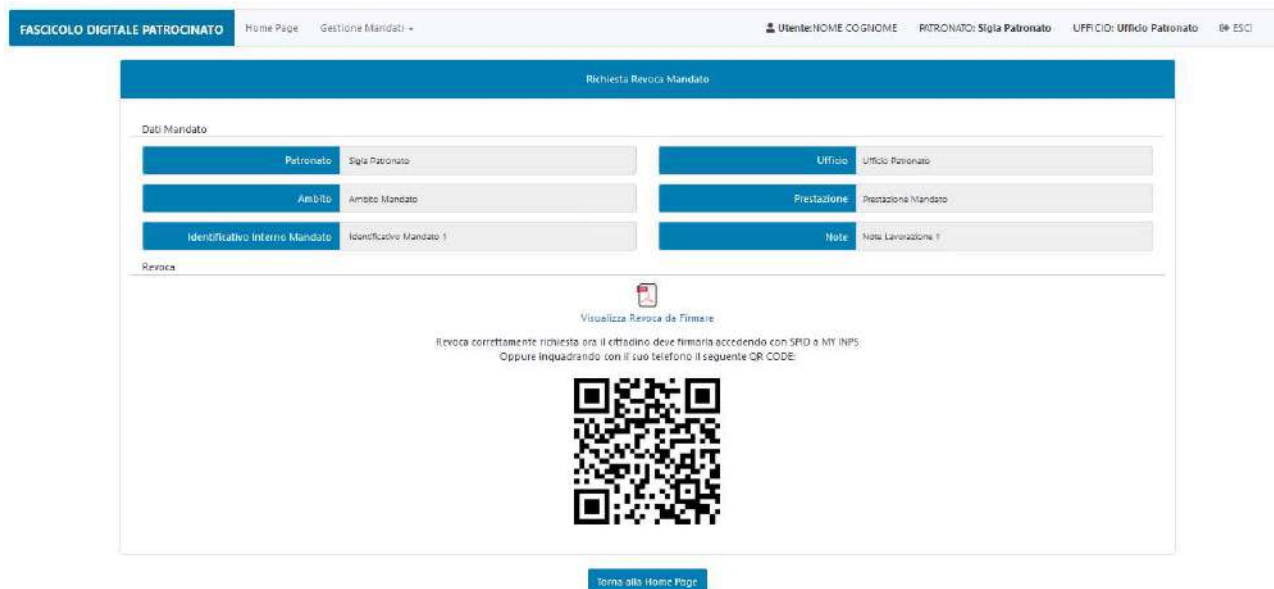 FASCICOLO DIGITALE PATROCINATO Home Page Gestione Mandati Utente:NOME COGNOME PATRONATO: Sigla Patronato UFFICIO: Ufficio Patronato ESCI
Richiesta Revoca Mandato
Dati Mandato
Patronato Sigla Patronato Ufficio Ufficio Patronato
Ambito Ambito Mandato Prestazione Prestazione Mandato
Identificativo Interno Mandato Identificativo Mandato 1 Note Note Lavorazione 1
Revoca
Visualizza Revoca da Firmare
Revoca correttamente richiesta ora il cittadino deve firmarla accedendo con SPID a MY INPS
Oppure inquadrando con il suo telefono il seguente QR CODE:
Torna alla Home Page